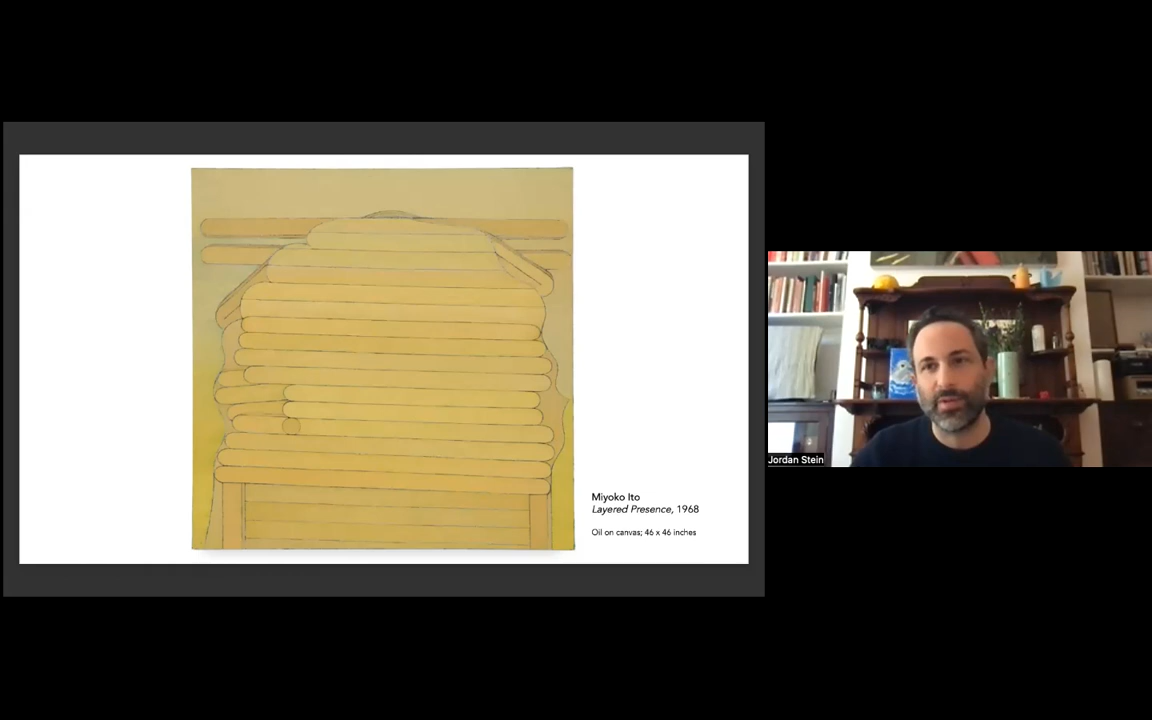 Miyoko Ito
Layered Presence, 1968
Oil on canvas; 46 x 46 inches
Jordan Stein